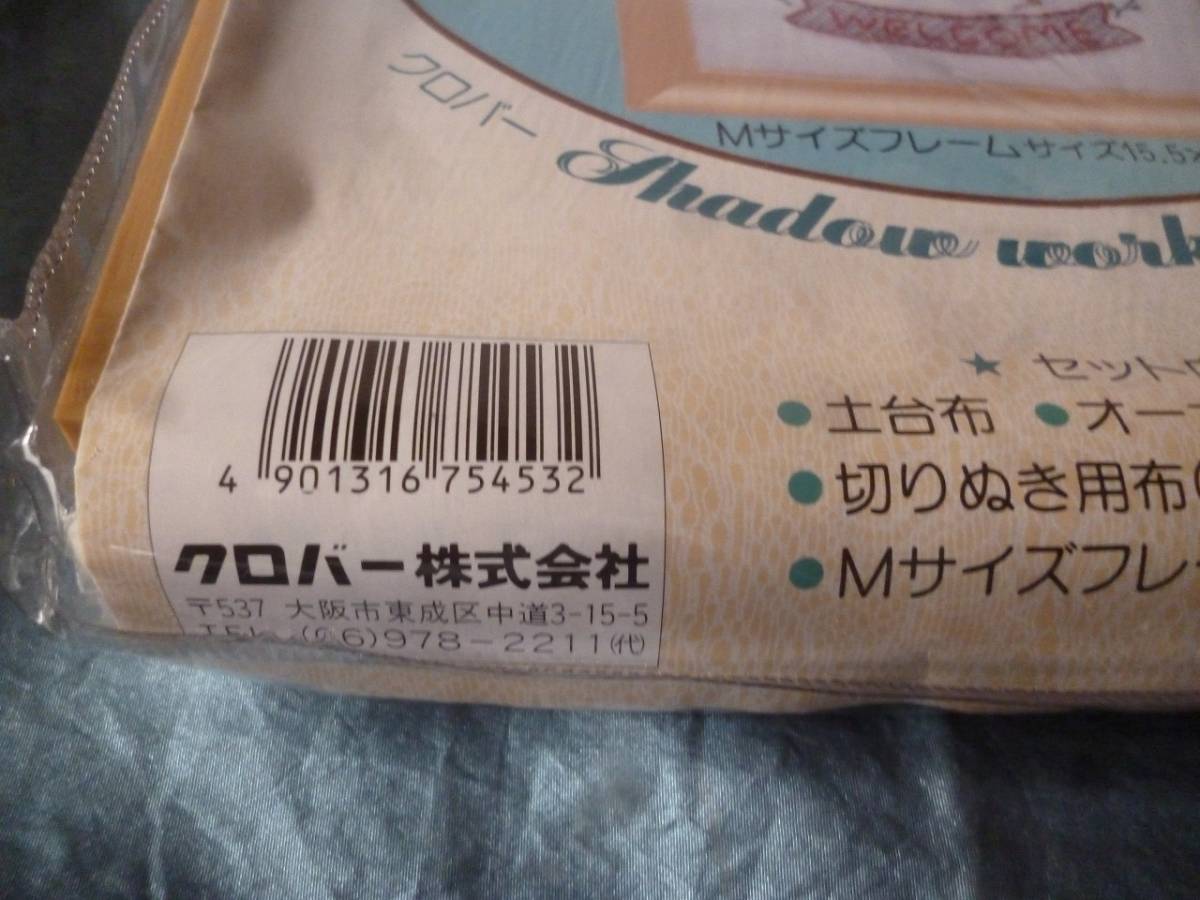 WELCOME
Mサイズフレームサイズ15.5×
クロバー
Shadow work
4 901316 754532
クロバー株式会社
〒537 大阪市東成区中道3-15-5
TEL (06)978-2211(代)
★ セット
● 土台布 ● オー
● 切りぬき用布(
● Mサイズフレー